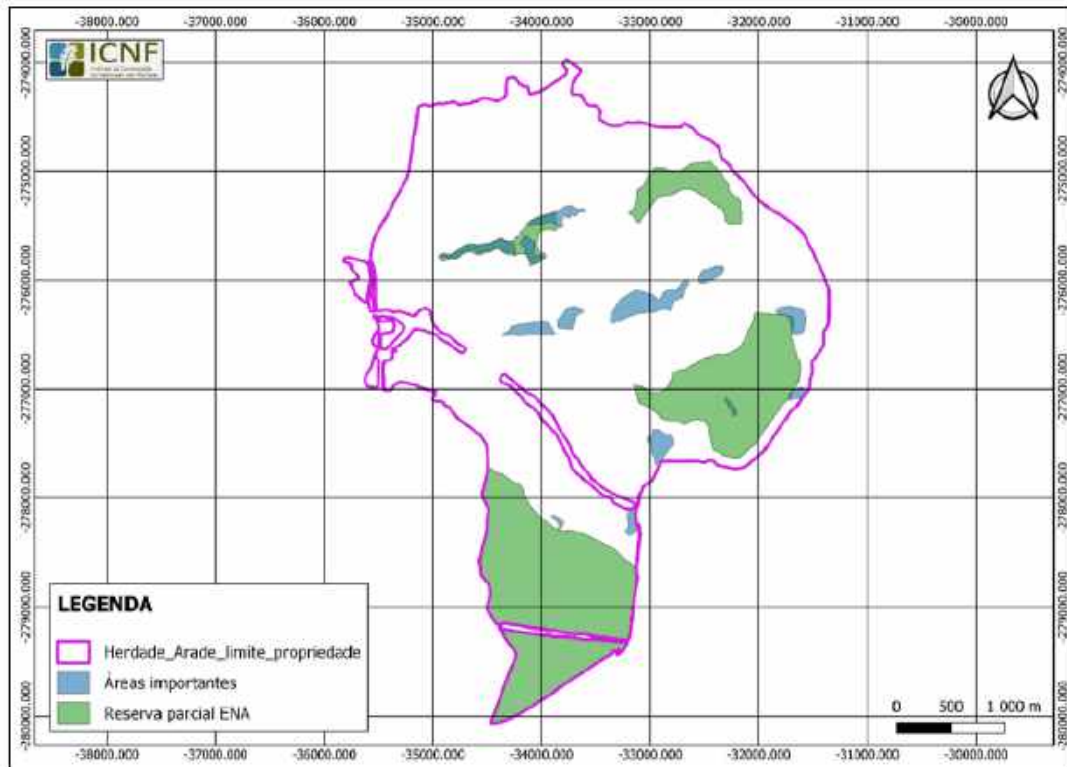 -38000.000 -37000.000 -36000.000 -35000.000 -34000.000 -33000.000 -32000.000 -31000.000 -30000.000
ICNF
-274000.000 -274000.000
-275000.000 -275000.000
-276000.000 -276000.000
-277000.000 -277000.000
-278000.000 -278000.000
-279000.000 -279000.000
-280000.000 -280000.000
LEGENDA
Herdade_Arade_limite_propriedade
Áreas importantes
Reserva parcial ENA
0 500 1 000 m
-38000.000 -37000.000 -36000.000 -35000.000 -34000.000 -33000.000 -32000.000 -31000.000 -30000.000